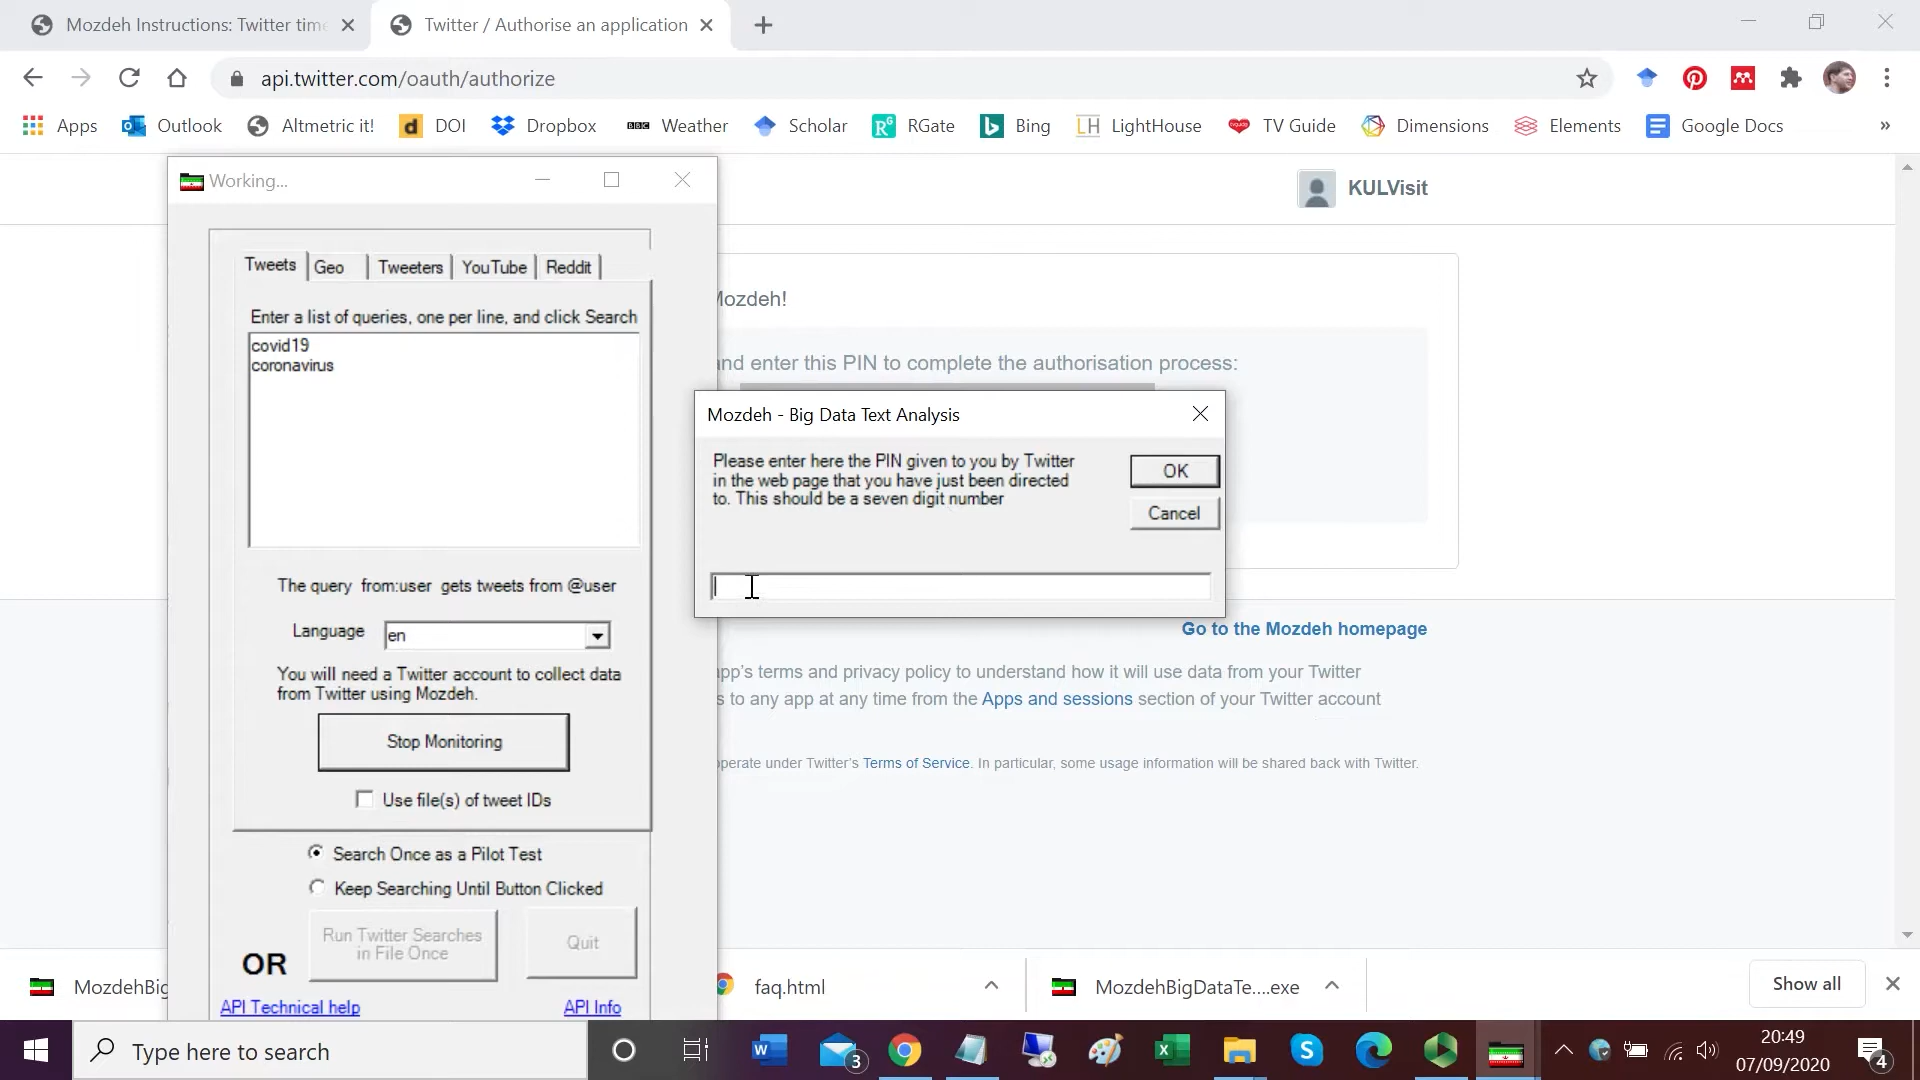 Mozdeh Instructions: Twitter tim
Twitter / Authorise an application
api.twitter.com/oauth/authorize
Apps
Outlook
Altmetric it!
DOI
Dropbox
BBC
Weather
Scholar
RGate
Bing
LH
LightHouse
TV Guide
Dimensions
Elements
Google Docs
»
Working...
KULVisit
Tweets
Geo
Tweeters
YouTube
Reddit
Enter a list of queries, one per line, and click Search
covid19
coronavirus
Mozdeh!
and enter this PIN to complete the authorisation process:
Mozdeh - Big Data Text Analysis
Please enter here the PIN given to you by Twitter
in the web page that you have just been directed
to. This should be a seven digit number
OK
Cancel
The query from:user gets tweets from @user
Language
en
You will need a Twitter account to collect data
from Twitter using Mozdeh.
Stop Monitoring
Use file(s) of tweet IDs
Search Once as a Pilot Test
Keep Searching Until Button Clicked
OR
Run Twitter Searches
in File Once
Quit
API Technical help
API Info
Go to the Mozdeh homepage
app's terms and privacy policy to understand how it will use data from your Twitter
s to any app at any time from the Apps and sessions section of your Twitter account
operate under Twitter's Terms of Service. In particular, some usage information will be shared back with Twitter.
MozdehBig
faq.html
MozdehBigDataTe....exe
Show all
Type here to search
3
20:49
07/09/2020
4